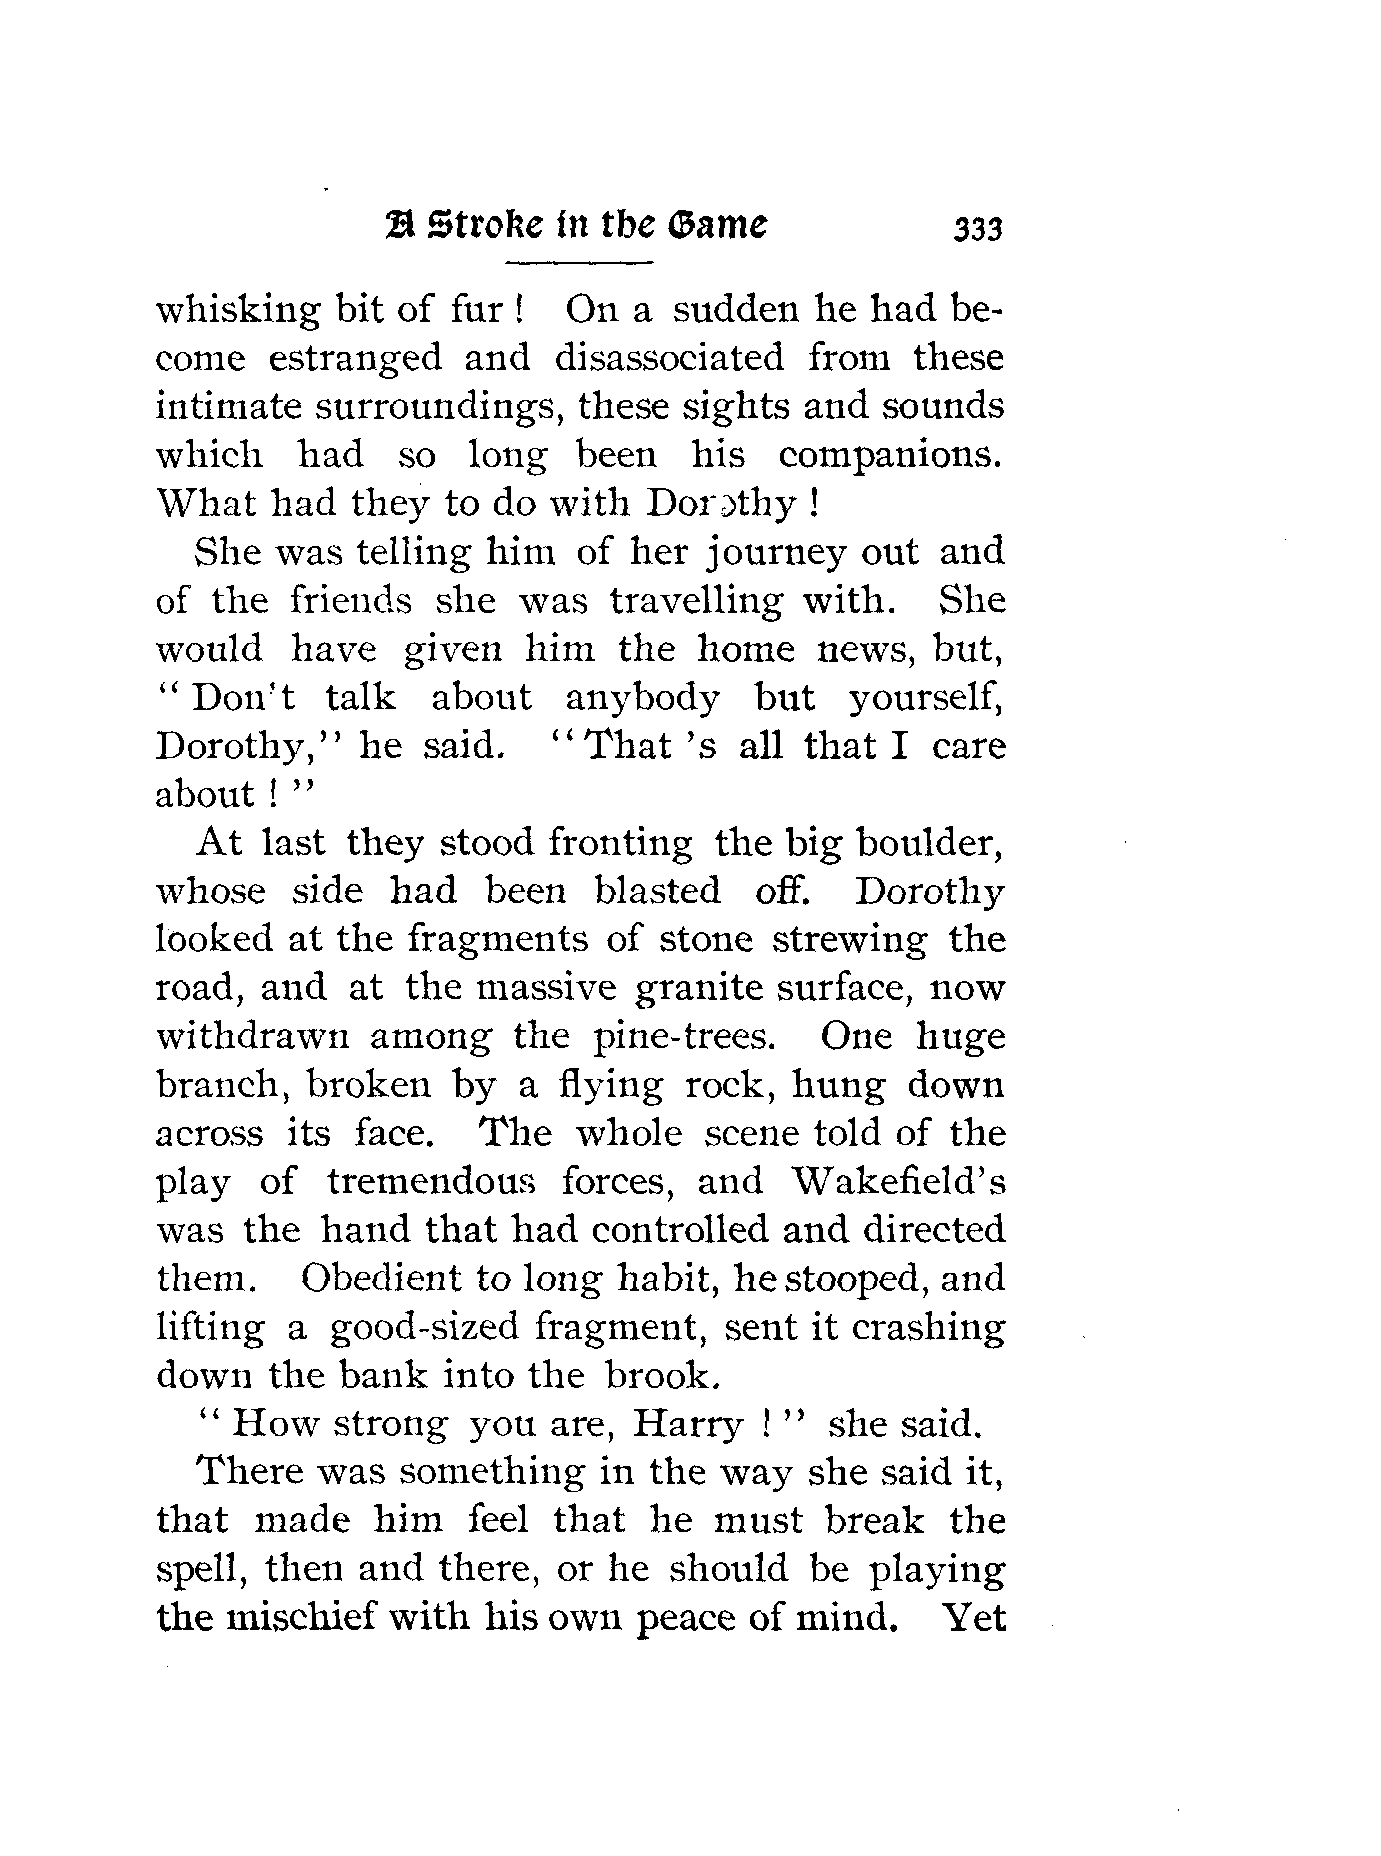 A Stroke in the Game 333
whisking bit of fur! On a sudden he had be-
come estranged and disassociated from these
intimate surroundings, these sights and sounds
which had so long been his companions.
What had they to do with Dorothy!
She was telling him of her journey out and
of the friends she was travelling with. She
would have given him the home news, but,
"Don't talk about anybody but yourself,
Dorothy," he said. "That 's all that I care
about!"
At last they stood fronting the big boulder,
whose side had been blasted off. Dorothy
looked at the fragments of stone strewing the
road, and at the massive granite surface, now
withdrawn among the pine-trees. One huge
branch, broken by a flying rock, hung down
across its face. The whole scene told of the
play of tremendous forces, and Wakefield's
was the hand that had controlled and directed
them. Obedient to long habit, he stooped, and
lifting a good-sized fragment, sent it crashing
down the bank into the brook.
"How strong you are, Harry!" she said.
There was something in the way she said it,
that made him feel that he must break the
spell, then and there, or he should be playing
the mischief with his own peace of mind. Yet